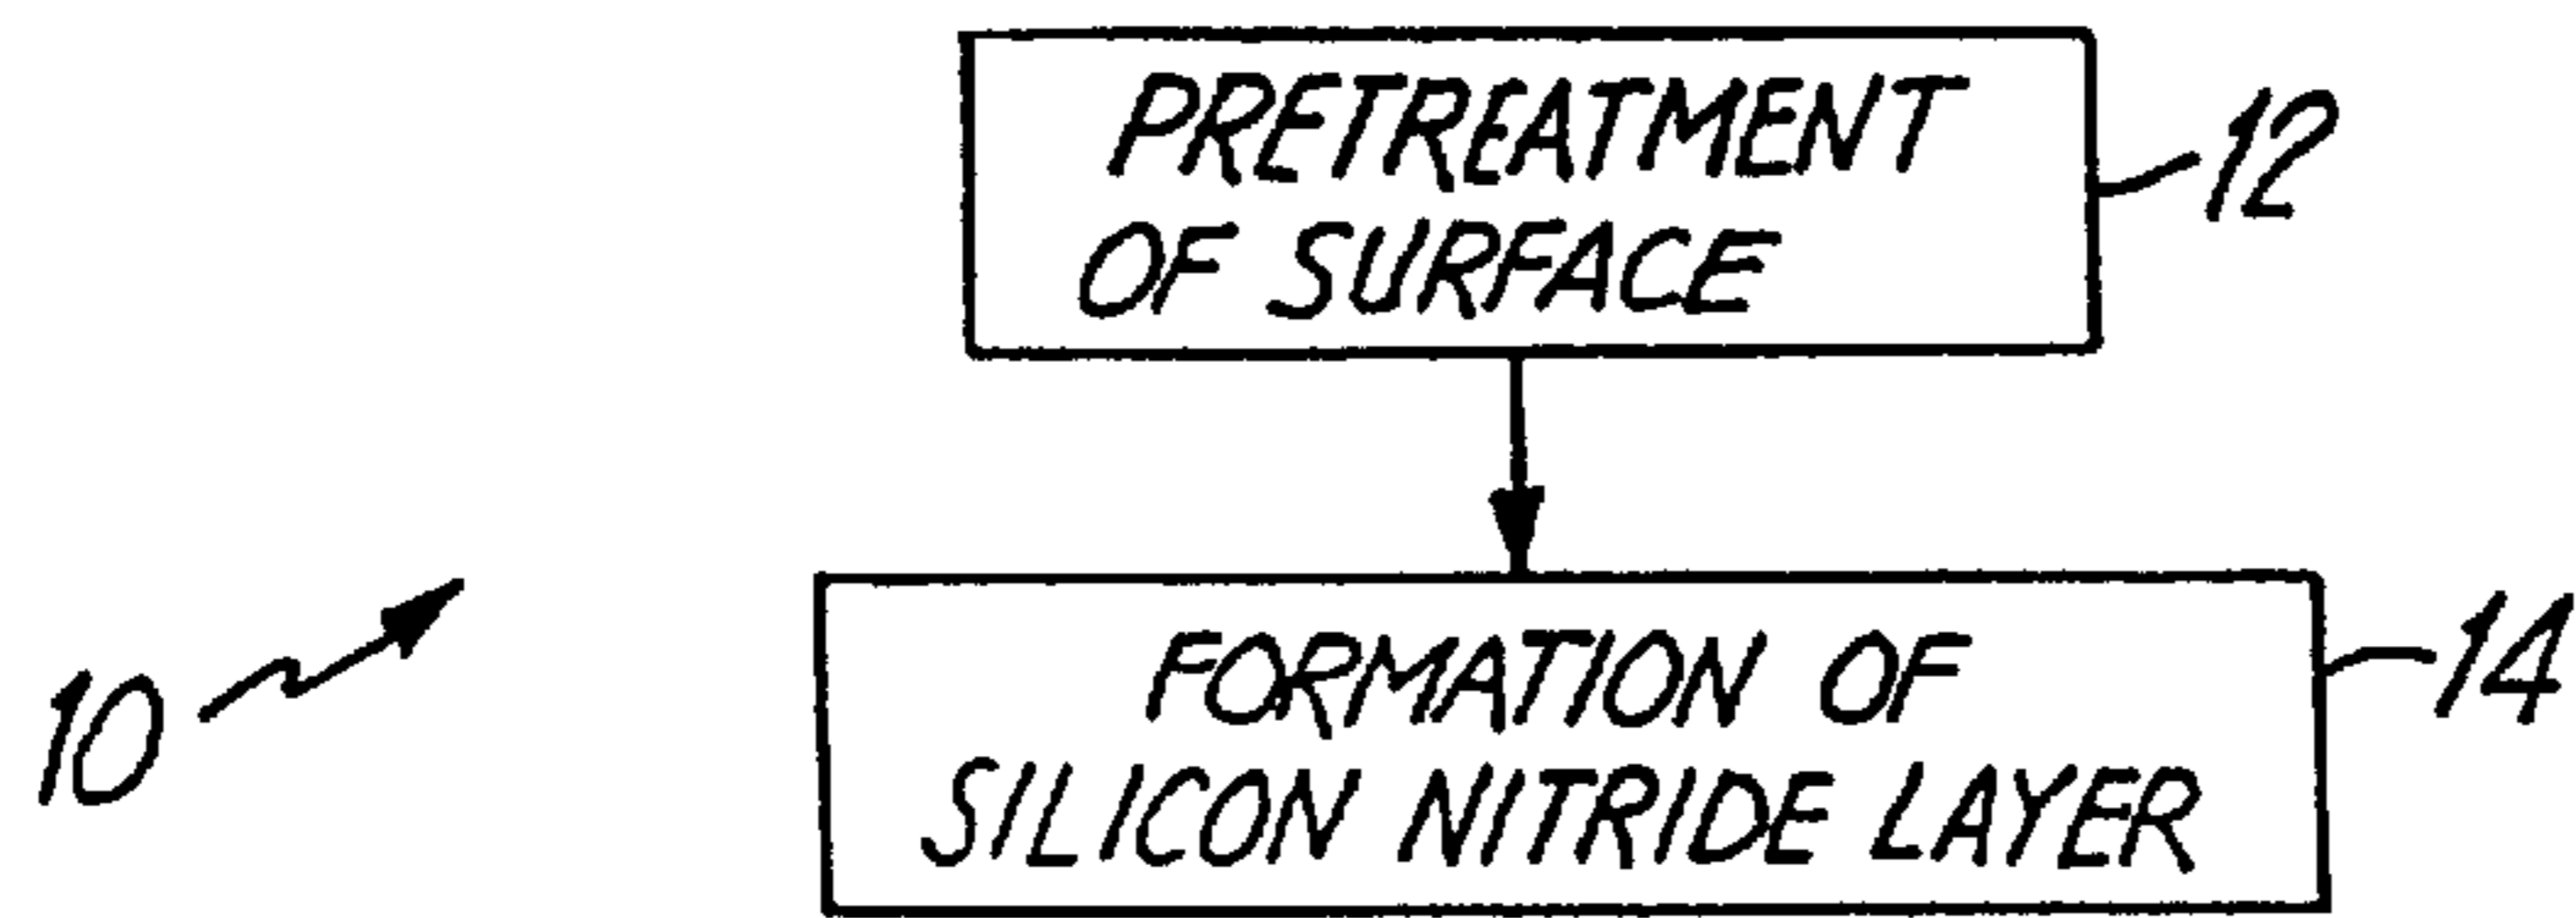 PRETREATMENT
OF SURFACE
12
10
FORMATION OF
SILICON NITRIDE LAYER
14